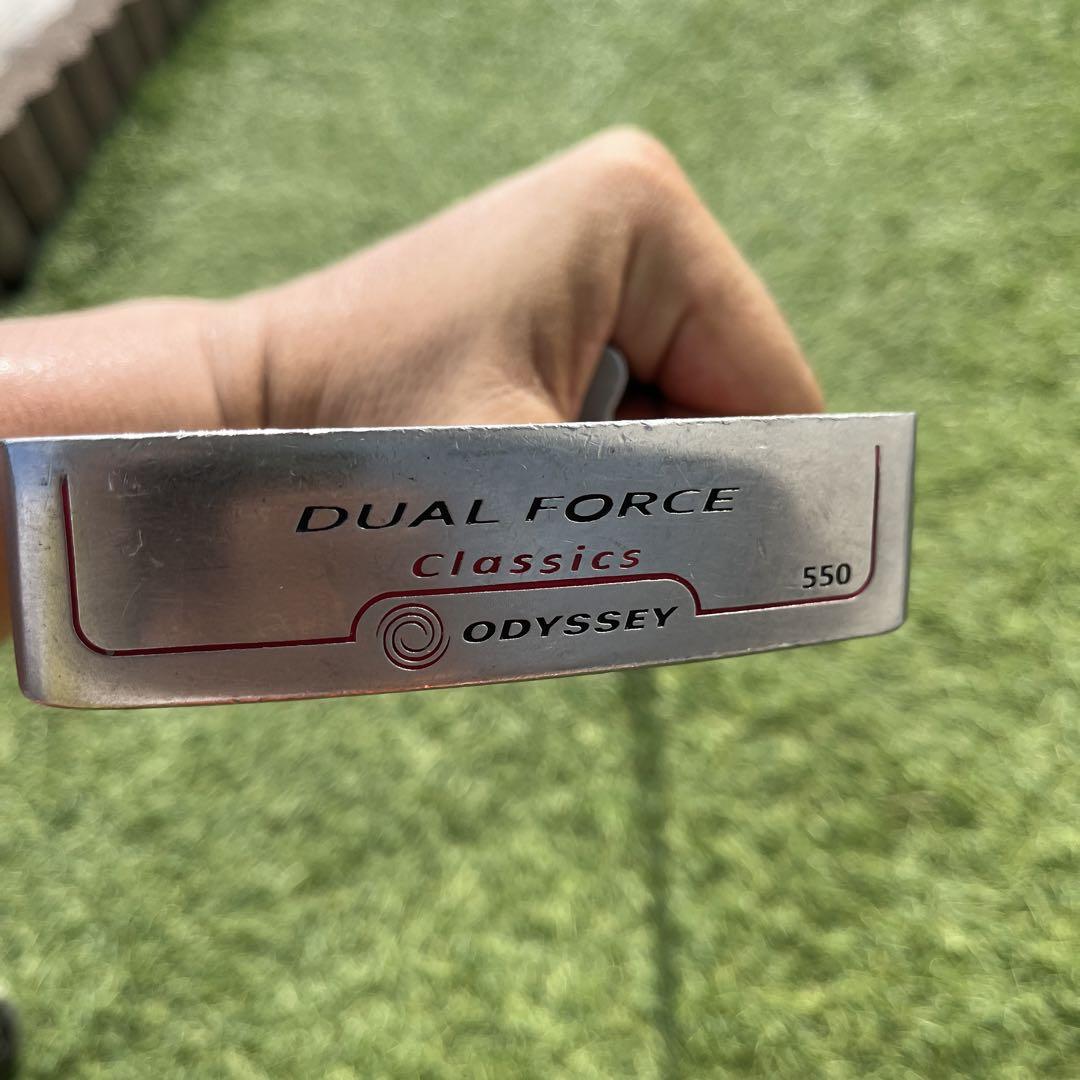 DUAL FORCE
Classics
550
ODYSSEY